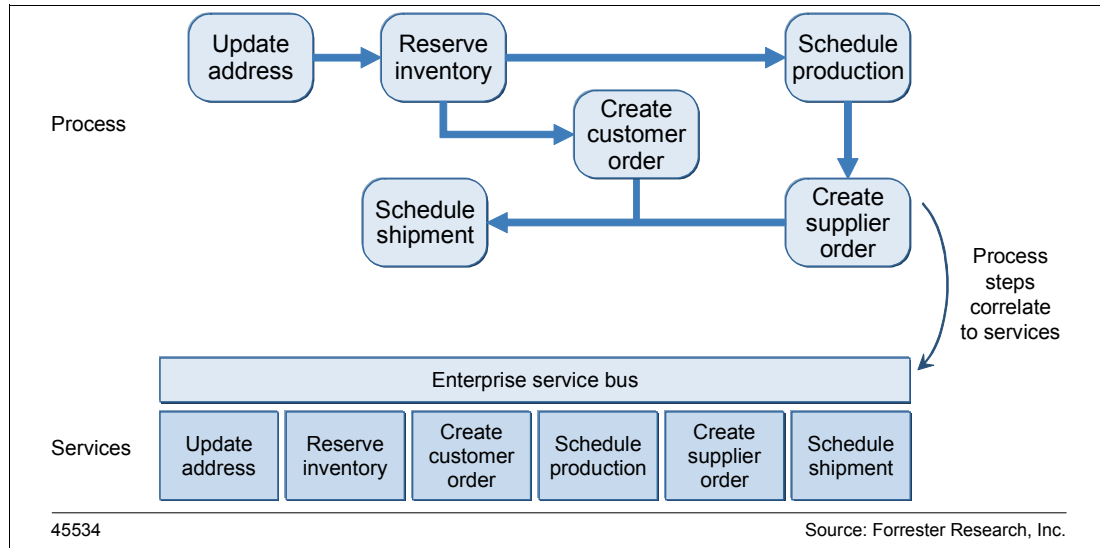 Update
address
Reserve
inventory
Schedule
production
Process
Create
customer
order
Schedule
shipment
Create
supplier
order
Process
steps
correlate
to services
Enterprise service bus
Services
Update
address
Reserve
inventory
Create
customer
order
Schedule
production
Create
supplier
order
Schedule
shipment
45534
Source: Forrester Research, Inc.